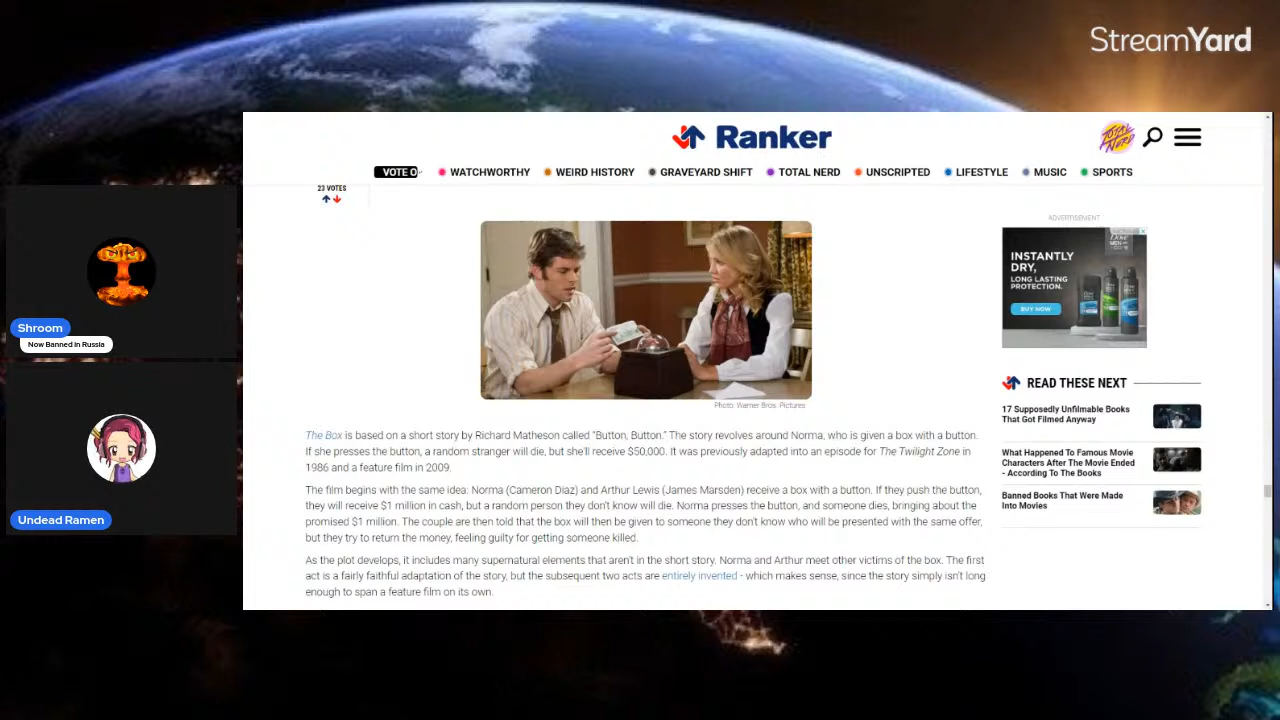 StreamYard
Ranker
TOTAL NERD
VOTE O
WATCHWORTHY
WEIRD HISTORY
GRAVEYARD SHIFT
TOTAL NERD
UNSCRIPTED
LIFESTYLE
MUSIC
SPORTS
23 VOTES
Photo: Warner Bros. Pictures
The Box is based on a short story by Richard Matheson called "Button, Button." The story revolves around Norma, who is given a box with a button.
If she presses the button, a random stranger will die, but she'll receive $50,000. It was previously adapted into an episode for The Twilight Zone in
1986 and a feature film in 2009.
The film begins with the same idea: Norma (Cameron Diaz) and Arthur Lewis (James Marsden) receive a box with a button. If they push the button,
they will receive $1 million in cash, but a random person they don't know will die. Norma presses the button, and someone dies, bringing about the
promised $1 million. The couple are then told that the box will then be given to someone they don't know who will be presented with the same offer,
but they try to return the money, feeling guilty for getting someone killed.
As the plot develops, it includes many supernatural elements that aren't in the short story. Norma and Arthur meet other victims of the box. The first
act is a fairly faithful adaptation of the story, but the subsequent two acts are entirely invented - which makes sense, since the story simply isn't long
enough to span a feature film on its own.
ADVERTISEMENT
INSTANTLY
DRY,
LONG LASTING
PROTECTION.
BUY NOW
MEN
+CARE
READ THESE NEXT
17 Supposedly Unfilmable Books
That Got Filmed Anyway
What Happened To Famous Movie
Characters After The Movie Ended
- According To The Books
Banned Books That Were Made
Into Movies
Shroom
Now Banned in Russia
Undead Ramen